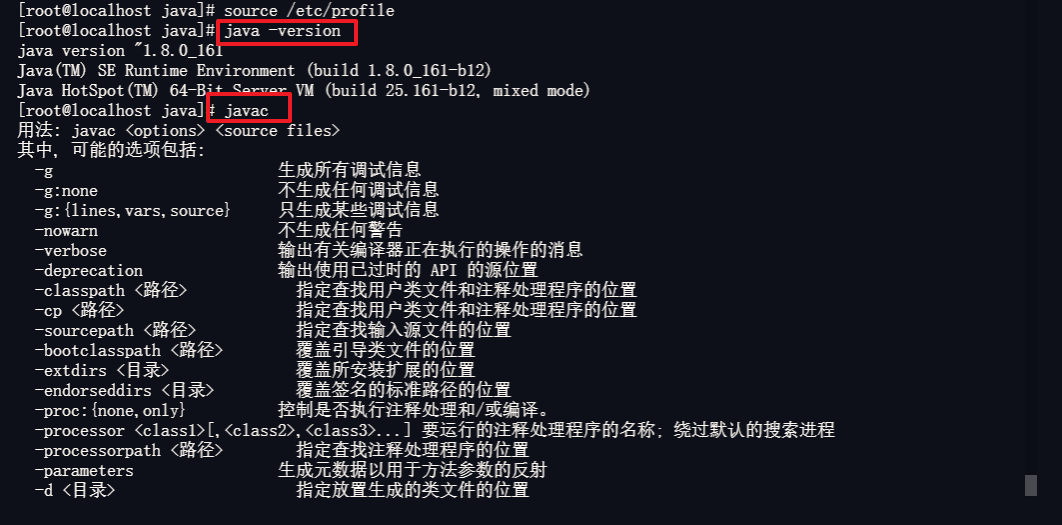 [root@localhost java]# source /etc/profile
[root@localhost java]# java -version
java version "1.8.0_161
Java(TM) SE Runtime Environment (build 1.8.0_161-b12)
Java HotSpot(TM) 64-Bit Server VM (build 25.161-b12, mixed mode)
[root@localhost java]# javac
用法: javac <options> <source files>
其中, 可能的选项包括:
-g 生成所有调试信息
-g:none 不生成任何调试信息
-g:{lines,vars,source} 只生成某些调试信息
-nowarn 不生成任何警告
-verbose 输出有关编译器正在执行的操作的消息
-deprecation 输出使用已过时的 API 的源位置
-classpath <路径> 指定查找用户类文件和注释处理程序的位置
-cp <路径> 指定查找用户类文件和注释处理程序的位置
-sourcepath <路径> 指定查找输入源文件的位置
-bootclasspath <路径> 覆盖引导类文件的位置
-extdirs <目录> 覆盖所安装扩展的位置
-endorseddirs <目录> 覆盖签名的标准路径的位置
-proc:{none,only} 控制是否执行注释处理和/或编译。
-processor <class1>[,<class2>,<class3>...] 要运行的注释处理程序的名称; 绕过默认的搜索进程
-processorpath <路径> 指定查找注释处理程序的位置
-parameters 生成元数据以用于方法参数的反射
-d <目录> 指定放置生成的类文件的位置